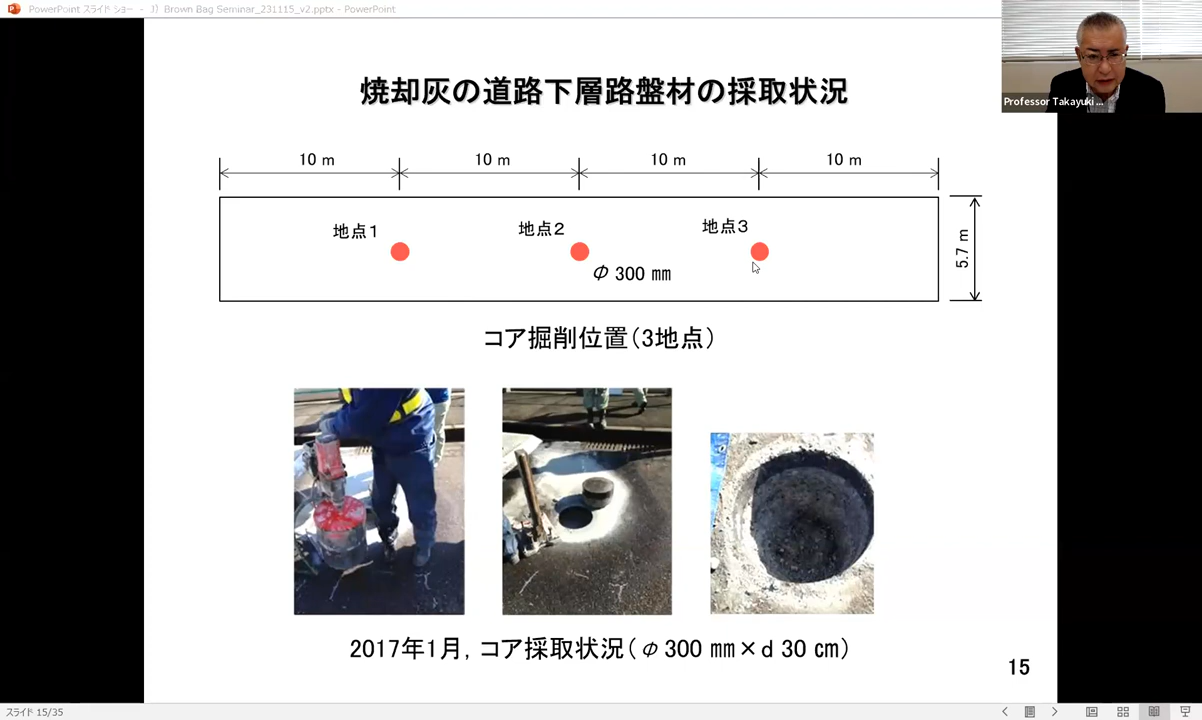 PowerPoint スライド ショー - J) Brown Bag Seminar_231115_v2.pptx - PowerPoint
Professor Takayuki ...
焼却灰の道路下層路盤材の採取状況
10 m
10 m
10 m
10 m
地点1
地点2
地点3
Φ 300 mm
5.7 m
コア掘削位置(3地点)
2017年1月, コア採取状況(φ 300 mm×d 30 cm)
15
スライド 15/35